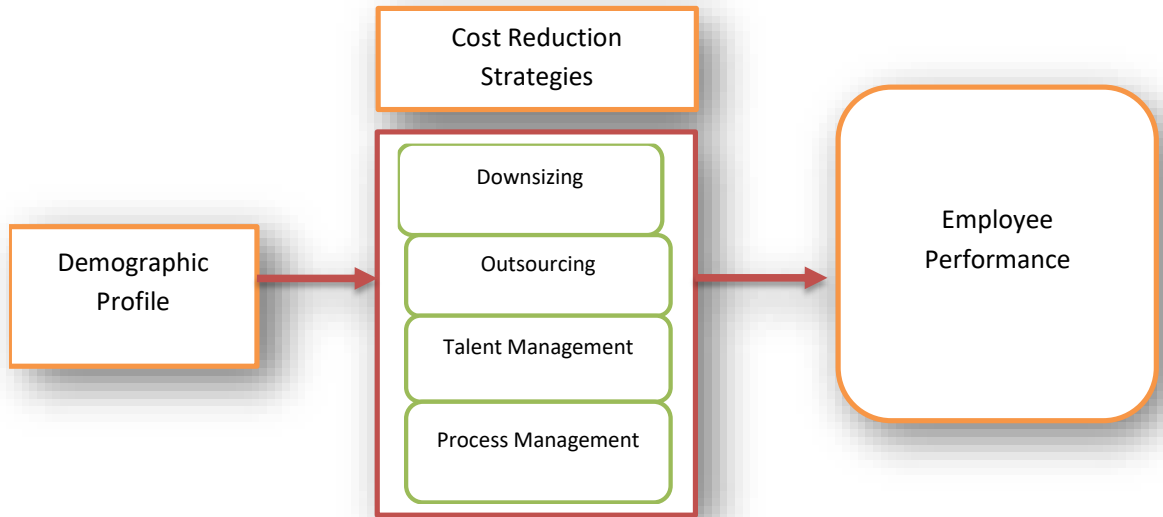 Cost Reduction
Strategies
Downsizing
Outsourcing
Talent Management
Process Management
Demographic
Profile
Employee
Performance